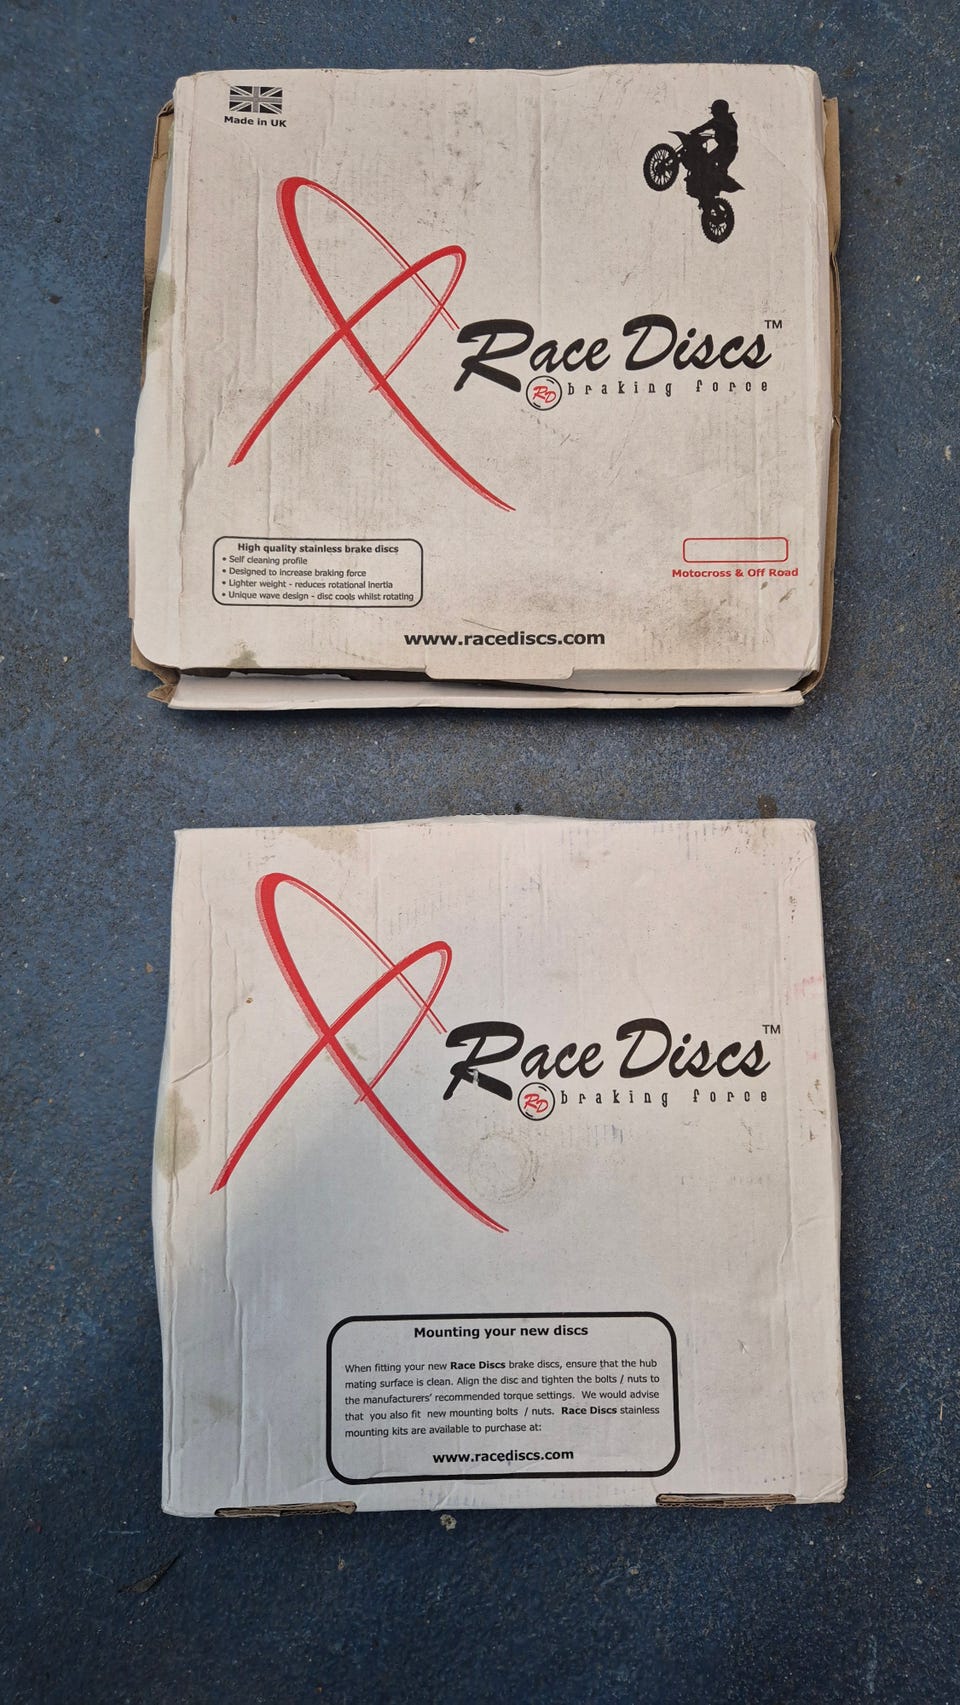 Made in UK
Race Discs™
RD braking force
High quality stainless brake discs
• Self cleaning profile
• Designed to increase braking force
• Lighter weight - reduces rotational inertia
• Unique wave design - disc cools whilst rotating
Motocross & Off Road
www.racediscs.com
Race Discs™
RD braking force
Mounting your new discs
When fitting your new Race Discs brake discs, ensure that the hub
mating surface is clean. Align the disc and tighten the bolts / nuts to
the manufacturers' recommended torque settings. We would advise
that you also fit new mounting bolts / nuts. Race Discs stainless
mounting kits are available to purchase at:
www.racediscs.com